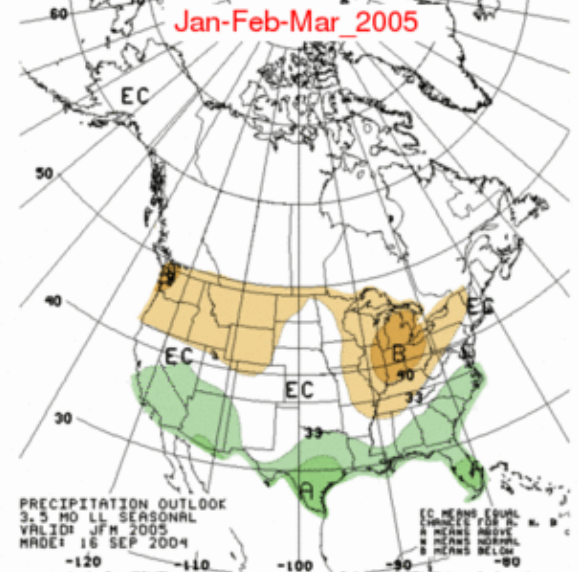 Jan-Feb-Mar_2005
60
EC
50
40
EC
EC
B
40
EC
33
30
33
A
PRECIPITATION OUTLOOK
3.5 MO LL SEASONAL
VALID: JFM 2005
MADE: 16 SEP 2004
EC MEANS EQUAL
CHANCES FOR A, N, B
A MEANS ABOVE
N MEANS NORMAL
B MEANS BELOW
-120
-110
-100
-90
-80